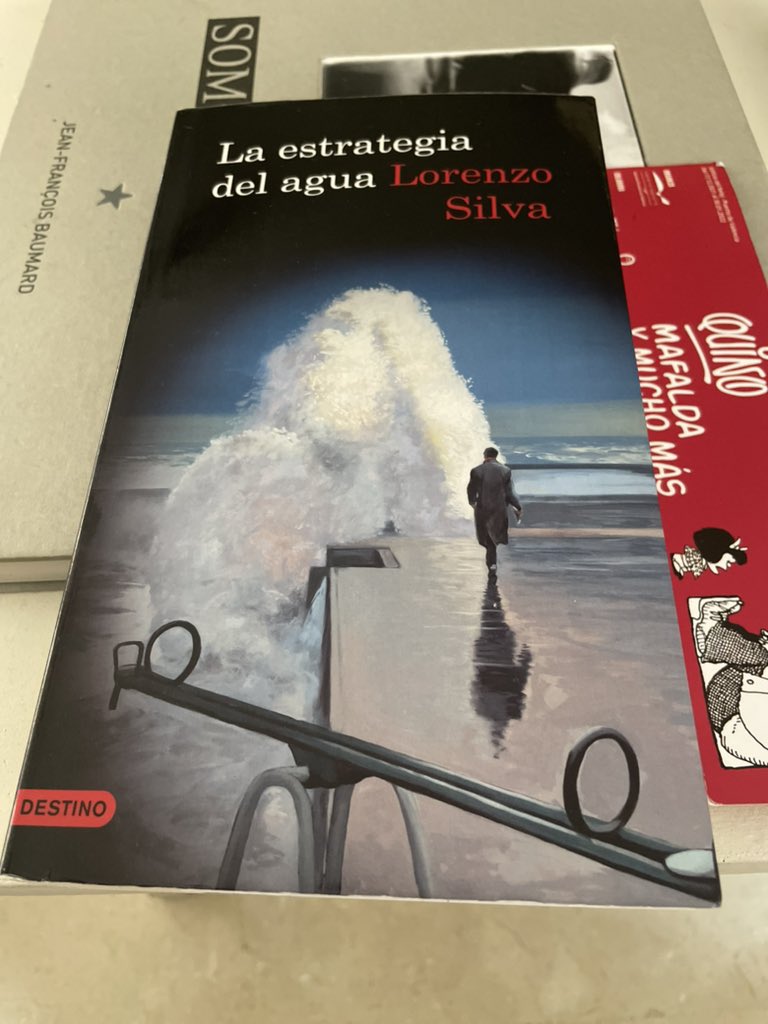 La estrategia
del agua Lorenzo
Silva
DESTINO
SOM
JEAN-FRANÇOIS BAUMARD
QUINO
MAFALDA
Y MUCHO MÁS